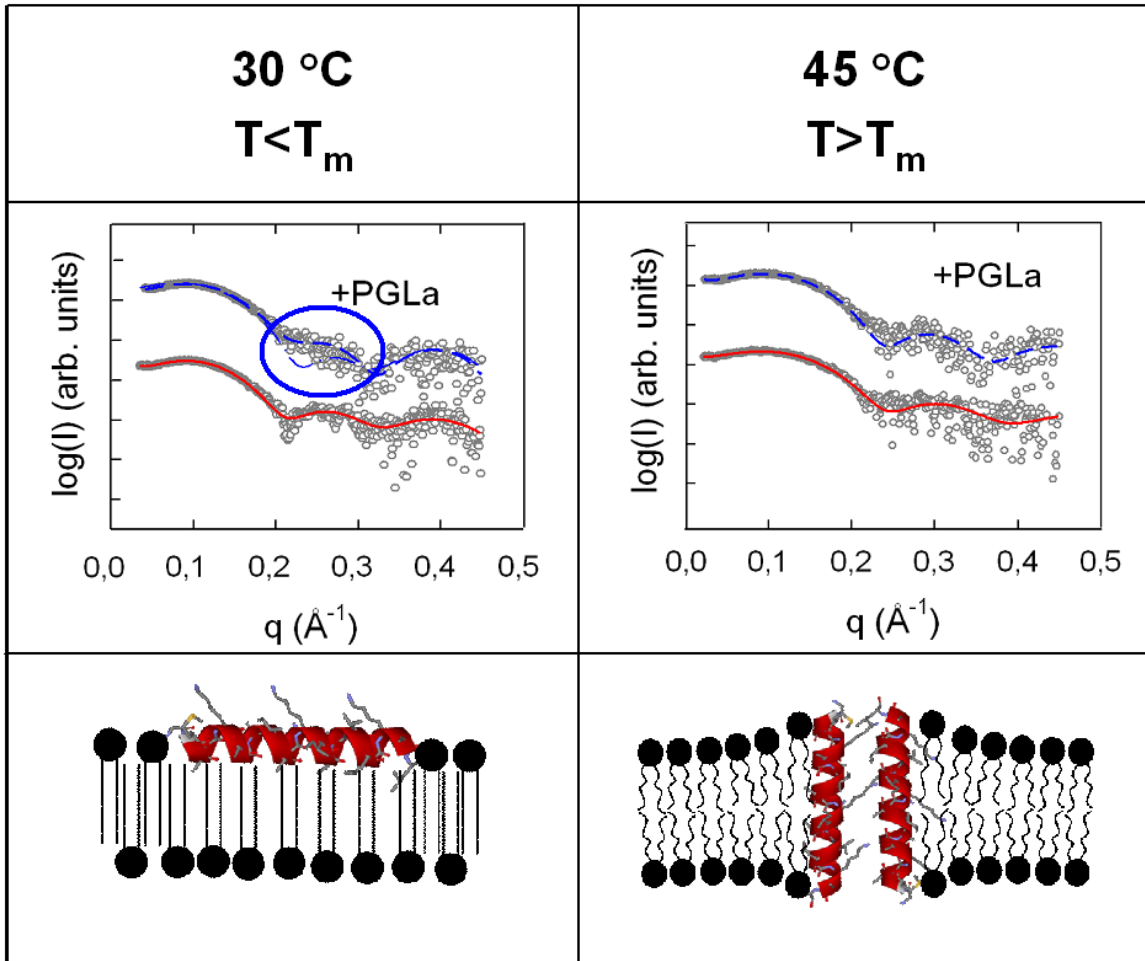 30 °C
T<Tm
45 °C
T>Tm
+PGLa
log(I) (arb. units)
0,0 0,1 0,2 0,3 0,4 0,5
q (Å⁻¹)
+PGLa
log(I) (arb. units)
0,0 0,1 0,2 0,3 0,4 0,5
q (Å⁻¹)